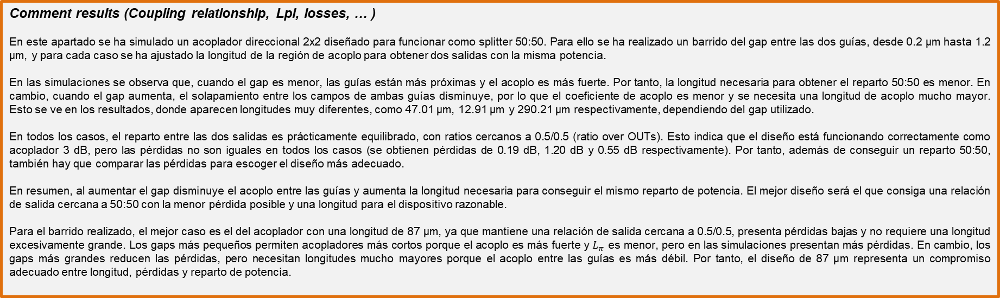 Comment results (Coupling relationship, Lpi, losses, … )
En este apartado se ha simulado un acoplador direccional 2x2 diseñado para funcionar como splitter 50:50. Para ello se ha realizado un barrido del gap entre las dos guías, desde 0.2 µm hasta 1.2
µm, y para cada caso se ha ajustado la longitud de la región de acoplo para obtener dos salidas con la misma potencia.
En las simulaciones se observa que, cuando el gap es menor, las guías están más próximas y el acoplo es más fuerte. Por tanto, la longitud necesaria para obtener el reparto 50:50 es menor. En
cambio, cuando el gap aumenta, el solapamiento entre los campos de ambas guías disminuye, por lo que el coeficiente de acoplo es menor y se necesita una longitud de acoplo mucho mayor.
Esto se ve en los resultados, donde aparecen longitudes muy diferentes, como 47.01 µm, 12.91 µm y 290.21 µm respectivamente, dependiendo del gap utilizado.
En todos los casos, el reparto entre las dos salidas es prácticamente equilibrado, con ratios cercanos a 0.5/0.5 (ratio over OUTs). Esto indica que el diseño está funcionando correctamente como
acoplador 3 dB, pero las pérdidas no son iguales en todos los casos (se obtienen pérdidas de 0.19 dB, 1.20 dB y 0.55 dB respectivamente). Por tanto, además de conseguir un reparto 50:50,
también hay que comparar las pérdidas para escoger el diseño más adecuado.
En resumen, al aumentar el gap disminuye el acoplo entre las guías y aumenta la longitud necesaria para conseguir el mismo reparto de potencia. El mejor diseño será el que consiga una relación
de salida cercana a 50:50 con la menor pérdida posible y una longitud para el dispositivo razonable.
Para el barrido realizado, el mejor caso es el del acoplador con una longitud de 87 µm, ya que mantiene una relación de salida cercana a 0.5/0.5, presenta pérdidas bajas y no requiere una longitud
excesivamente grande. Los gaps más pequeños permiten acopladores más cortos porque el acoplo es más fuerte y 𝐿𝜋 es menor, pero en las simulaciones presentan más pérdidas. En cambio, los
gaps más grandes reducen las pérdidas, pero necesitan longitudes mucho mayores porque el acoplo entre las guías es más débil. Por tanto, el diseño de 87 µm representa un compromiso
adecuado entre longitud, pérdidas y reparto de potencia.